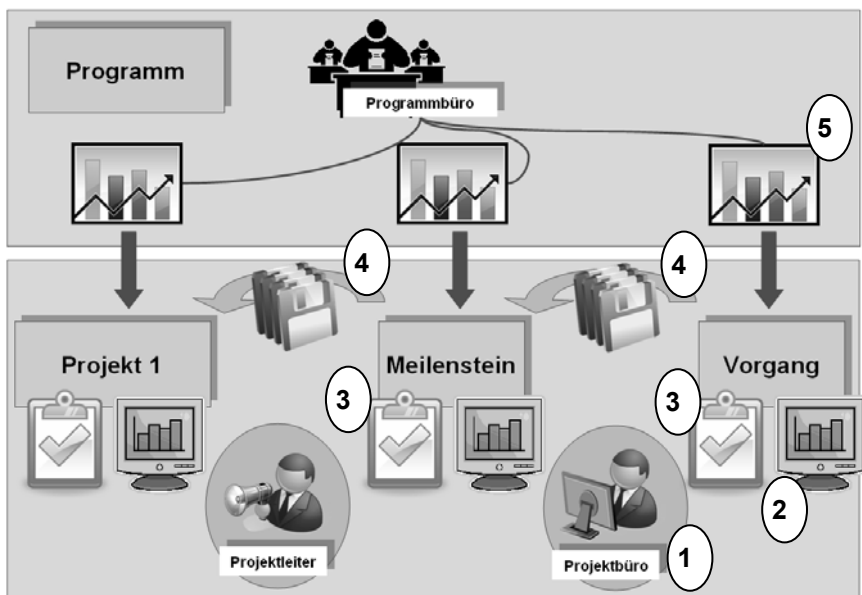 Programm
Programmbüro
5
4
4
Projekt 1
Meilenstein
Vorgang
3
3
2
Projektleiter
Projektbüro
1